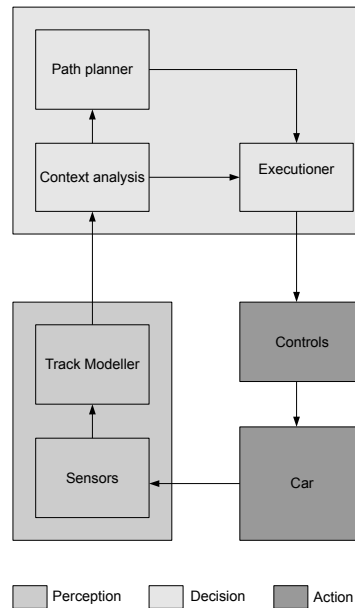 Path planner
Context analysis
Executioner
Track Modeller
Controls
Sensors
Car
Perception
Decision
Action